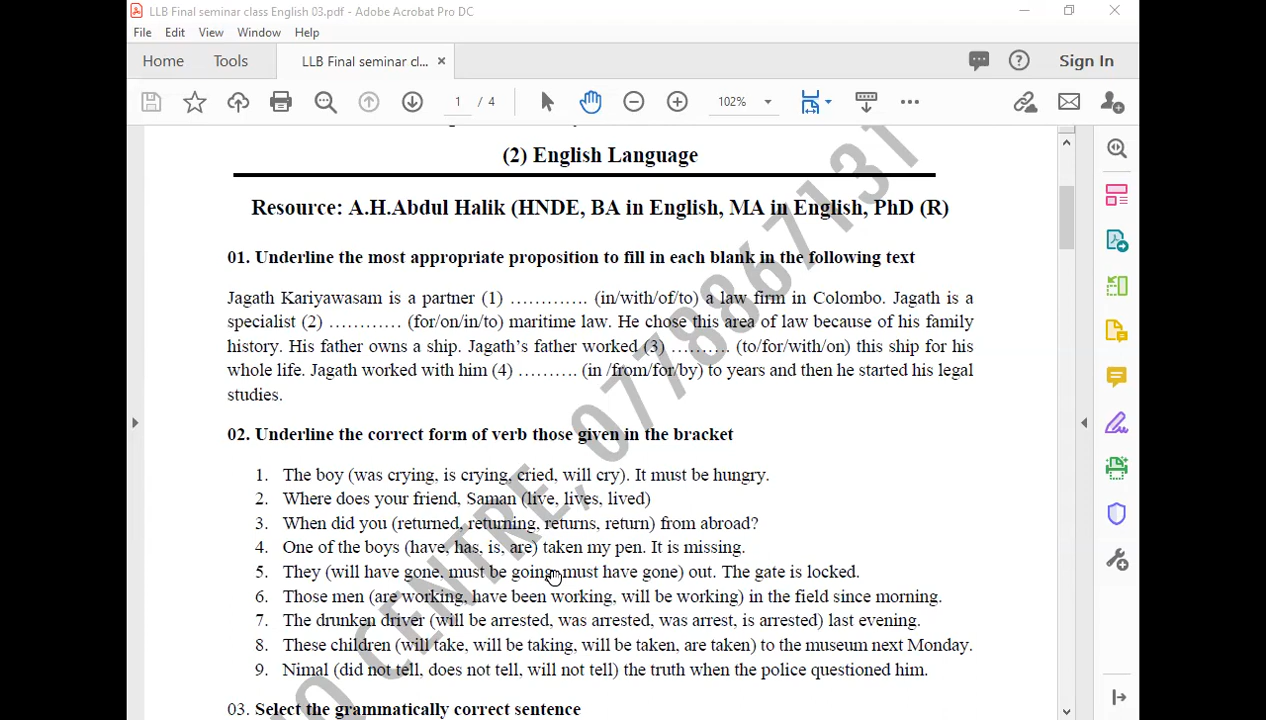 LLB Final seminar class English 03.pdf - Adobe Acrobat Pro DC
File Edit View Window Help
Home Tools LLB Final seminar cl... × Sign In
1 / 4 102%
(2) English Language
Resource: A.H.Abdul Halik (HNDE, BA in English, MA in English, PhD (R)
01. Underline the most appropriate proposition to fill in each blank in the following text
Jagath Kariyawasam is a partner (1) …………. (in/with/of/to) a law firm in Colombo. Jagath is a
specialist (2) ………… (for/on/in/to) maritime law. He chose this area of law because of his family
history. His father owns a ship. Jagath’s father worked (3) ………. (to/for/with/on) this ship for his
whole life. Jagath worked with him (4) ………. (in /from/for/by) to years and then he started his legal
studies.
02. Underline the correct form of verb those given in the bracket
1. The boy (was crying, is crying, cried, will cry). It must be hungry.
2. Where does your friend, Saman (live, lives, lived)
3. When did you (returned, returning, returns, return) from abroad?
4. One of the boys (have, has, is, are) taken my pen. It is missing.
5. They (will have gone, must be going, must have gone) out. The gate is locked.
6. Those men (are working, have been working, will be working) in the field since morning.
7. The drunken driver (will be arrested, was arrested, was arrest, is arrested) last evening.
8. These children (will take, will be taking, will be taken, are taken) to the museum next Monday.
9. Nimal (did not tell, does not tell, will not tell) the truth when the police questioned him.
03. Select the grammatically correct sentence
CENTRE, 0778867131